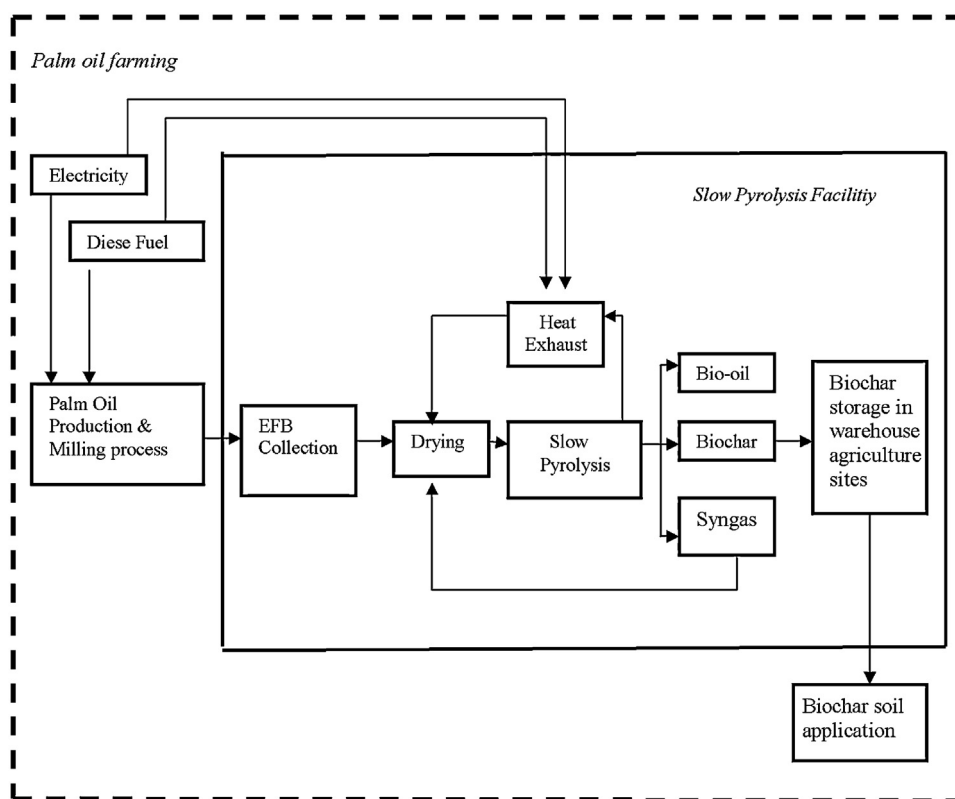 Palm oil farming
Electricity
Slow Pyrolysis Facilitiy
Diese Fuel
Heat
Exhaust
Bio-oil
Biochar
storage in
warehouse
agriculture
sites
Palm Oil
Production &
Milling process
EFB
Collection
Drying
Slow
Pyrolysis
Biochar
Syngas
Biochar soil
application